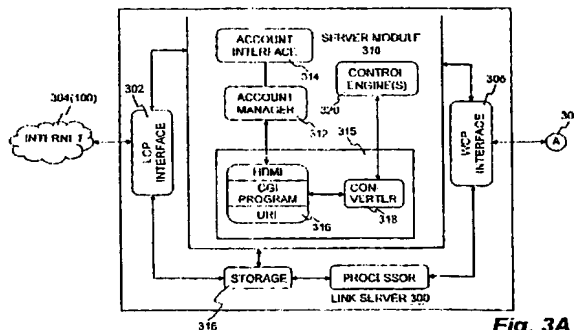 ACCOUNT
INTERFACE
314
SERVER MODULE
310
CONTROL
ENGINE(S)
320
302
304(100)
INTERNET
LCP
INTERFACE
ACCOUNT
MANAGER
312
315
306
WCP
INTERFACE
30
A
HDML
CGI
PROGRAM
URI
316
CON-
VERTER
318
STORAGE
316
PROCESSOR
LINK SERVER 300
Fig. 3A